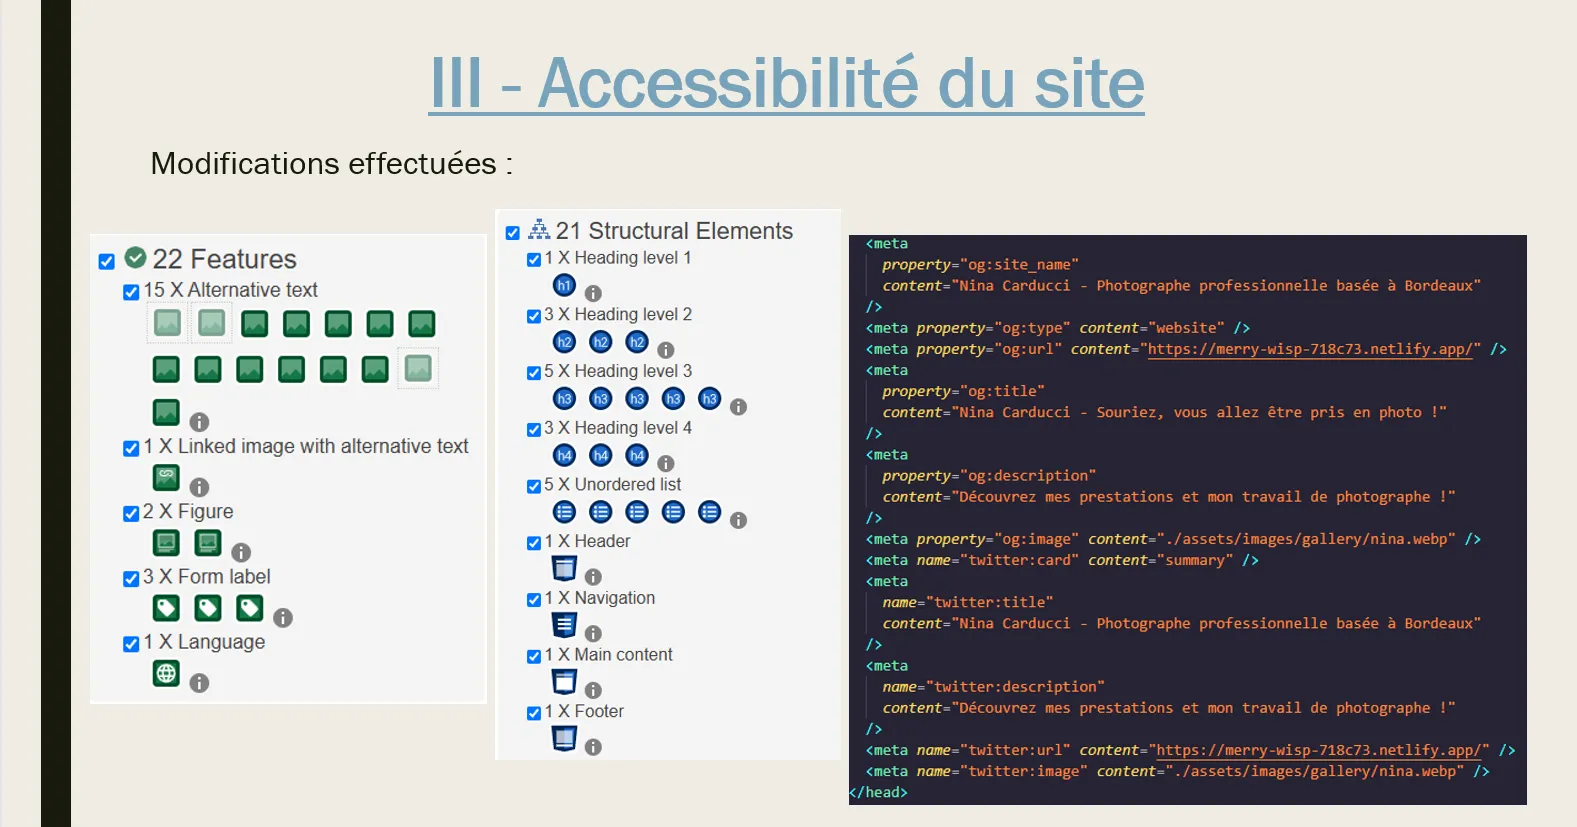 III - Accessibilité du site
Modifications effectuées :
22 Features
15 X Alternative text
1 X Linked image with alternative text
2 X Figure
3 X Form label
1 X Language
21 Structural Elements
1 X Heading level 1
h1
3 X Heading level 2
h2 h2 h2
5 X Heading level 3
h3 h3 h3 h3 h3
3 X Heading level 4
h4 h4 h4
5 X Unordered list
1 X Header
1 X Navigation
1 X Main content
1 X Footer
<meta
property="og:site_name"
content="Nina Carducci - Photographe professionnelle basée à Bordeaux"
/>
<meta property="og:type" content="website" />
<meta property="og:url" content="https://merry-wisp-718c73.netlify.app/" />
<meta
property="og:title"
content="Nina Carducci - Souriez, vous allez être pris en photo !"
/>
<meta
property="og:description"
content="Découvrez mes prestations et mon travail de photographe !"
/>
<meta property="og:image" content="./assets/images/gallery/nina.webp" />
<meta name="twitter:card" content="summary" />
<meta
name="twitter:title"
content="Nina Carducci - Photographe professionnelle basée à Bordeaux"
/>
<meta
name="twitter:description"
content="Découvrez mes prestations et mon travail de photographe !"
/>
<meta name="twitter:url" content="https://merry-wisp-718c73.netlify.app/" />
<meta name="twitter:image" content="./assets/images/gallery/nina.webp" />
</head>